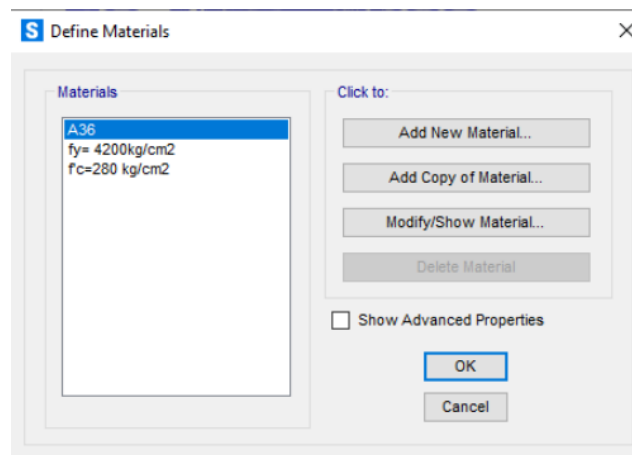 S Define Materials
Materials
A36
fy= 4200kg/cm2
f'c=280 kg/cm2
Click to:
Add New Material...
Add Copy of Material...
Modify/Show Material...
Delete Material
Show Advanced Properties
OK
Cancel